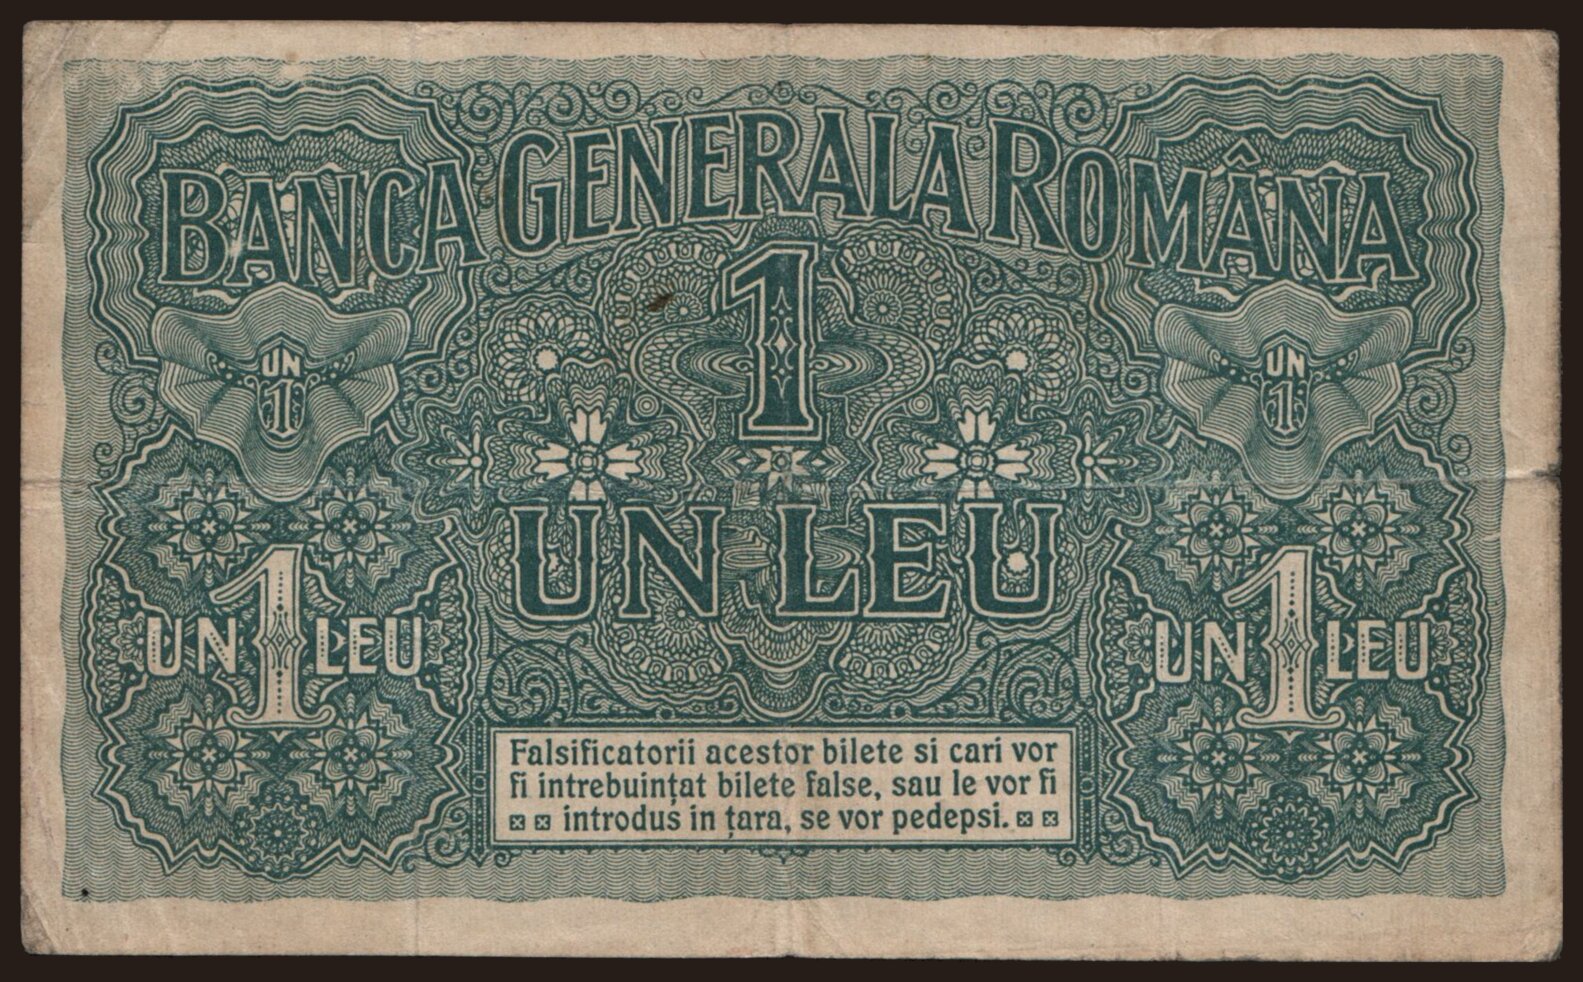 BANCA GENERALA ROMÂNA
1
UN
1
UN
1
UN LEU
UN 1 LEU
UN 1 LEU
Falsificatorii acestor bilete si cari vor
fi intrebuințat bilete false, sau le vor fi
introdus in țara, se vor pedepsi.